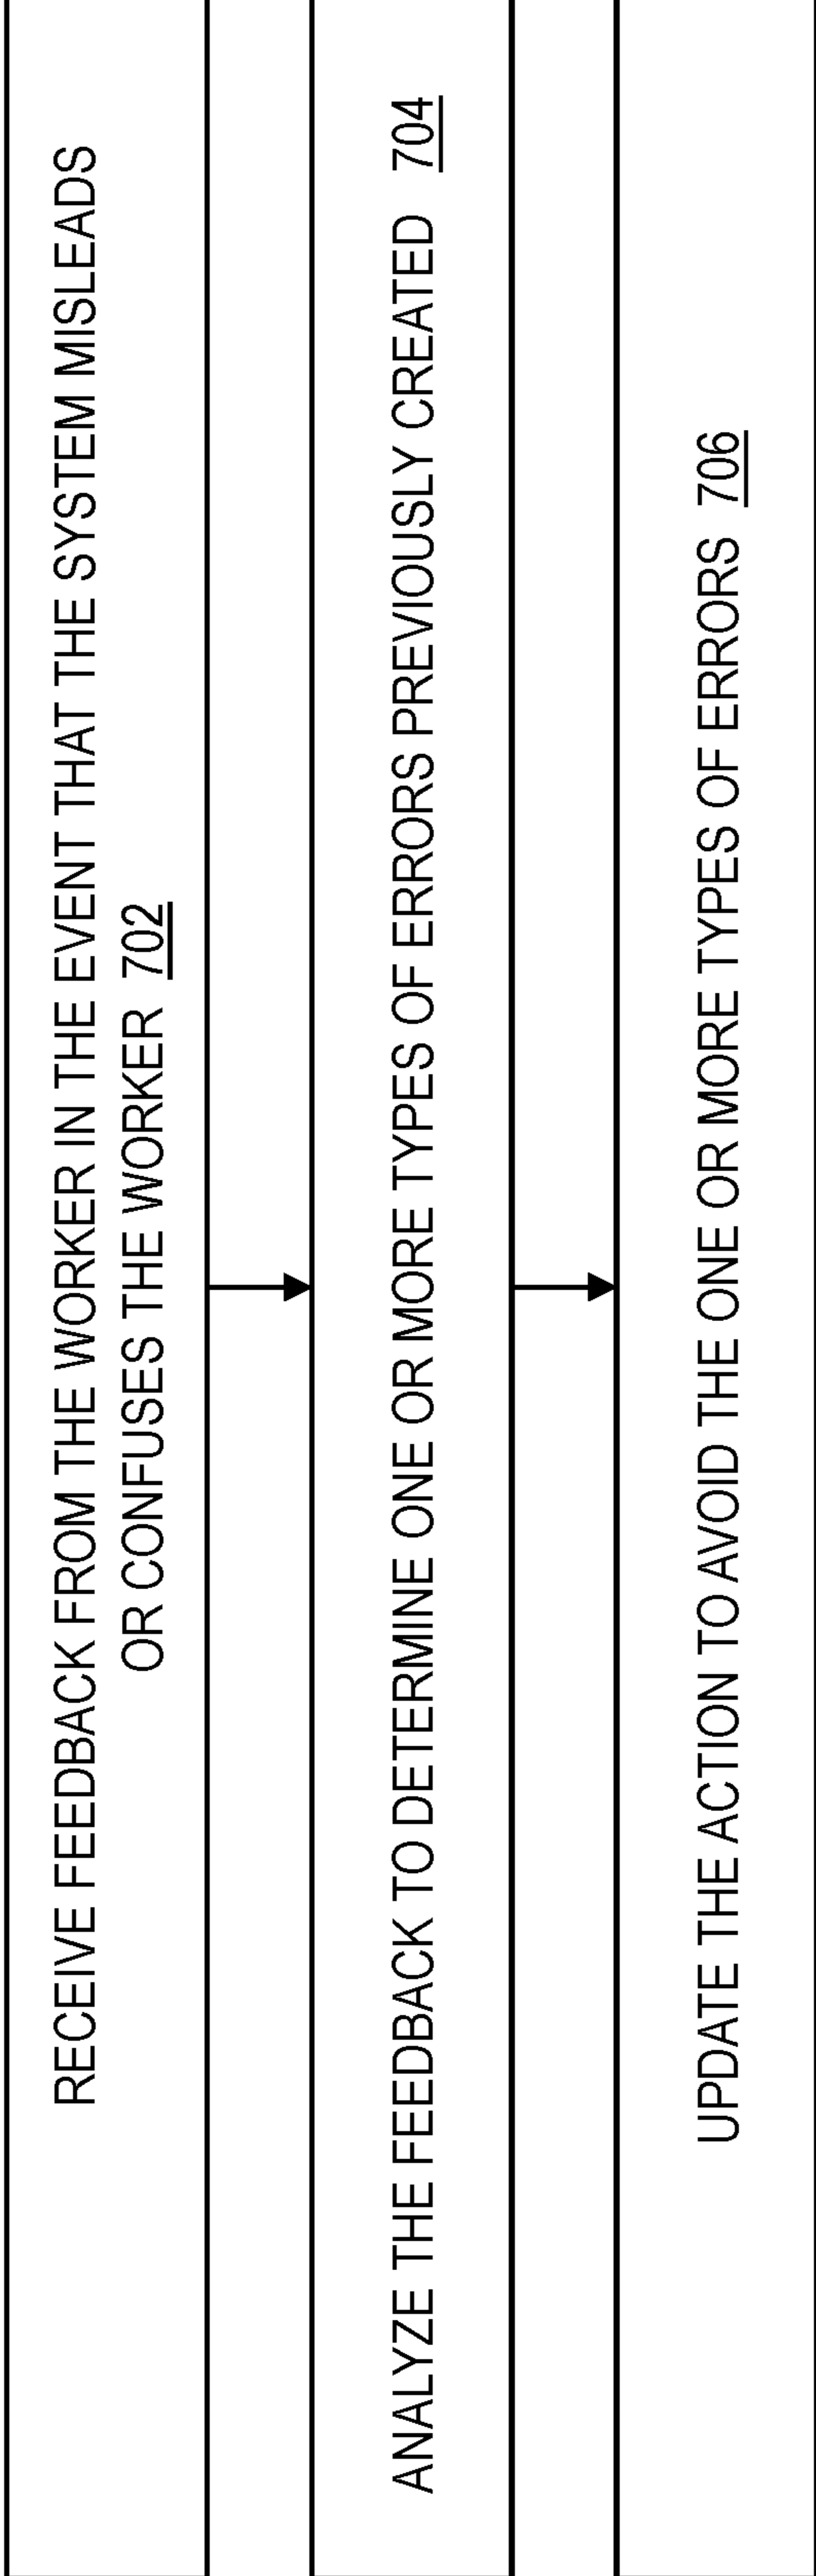 RECEIVE FEEDBACK FROM THE WORKER IN THE EVENT THAT THE SYSTEM MISLEADS
OR CONFUSES THE WORKER 702
ANALYZE THE FEEDBACK TO DETERMINE ONE OR MORE TYPES OF ERRORS PREVIOUSLY CREATED 704
UPDATE THE ACTION TO AVOID THE ONE OR MORE TYPES OF ERRORS 706